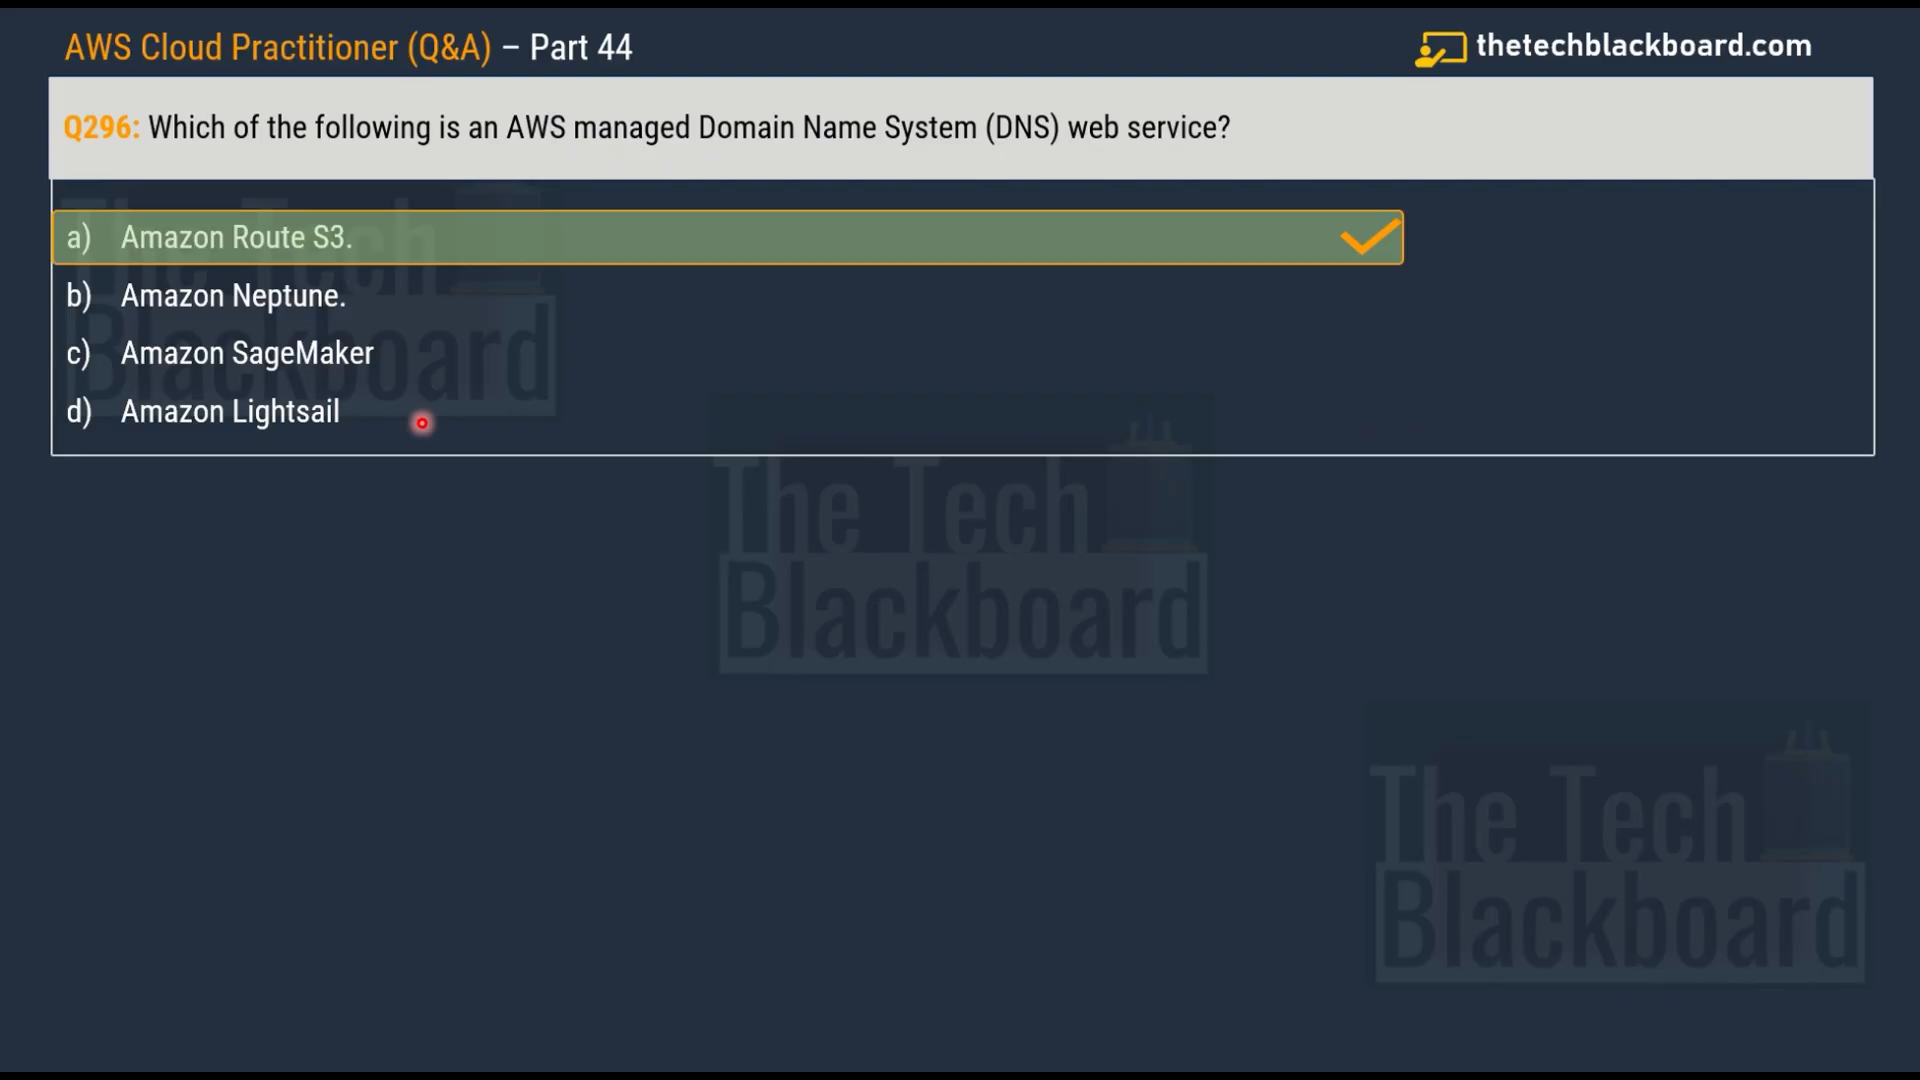 AWS Cloud Practitioner (Q&A) – Part 44
thetechblackboard.com
Q296: Which of the following is an AWS managed Domain Name System (DNS) web service?
a) Amazon Route S3.
b) Amazon Neptune.
c) Amazon SageMaker
d) Amazon Lightsail
The Tech
Blackboard
The Tech
Blackboard
The Tech
Blackboard